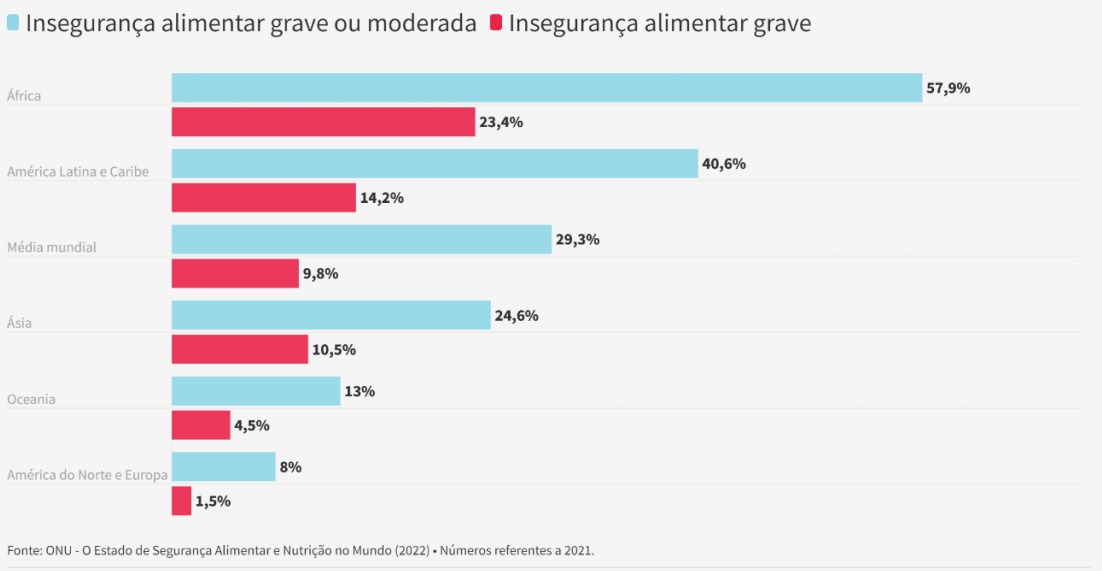 Insegurança alimentar grave ou moderada Insegurança alimentar grave
África
57,9%
23,4%
América Latina e Caribe
40,6%
14,2%
Média mundial
29,3%
9,8%
Ásia
24,6%
10,5%
Oceania
13%
4,5%
América do Norte e Europa
8%
1,5%
Fonte: ONU - O Estado de Segurança Alimentar e Nutrição no Mundo (2022) • Números referentes a 2021.